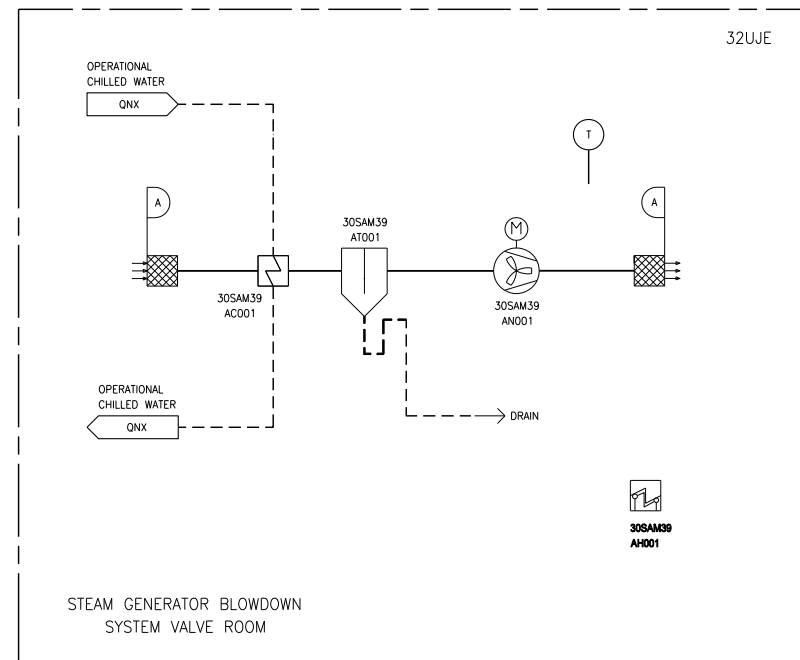 32UJE
OPERATIONAL
CHILLED WATER
QNX
T
A
A
30SAM39
AT001
M
30SAM39
AC001
30SAM39
AN001
OPERATIONAL
CHILLED WATER
QNX
DRAIN
30SAM39
AH001
STEAM GENERATOR BLOWDOWN
SYSTEM VALVE ROOM